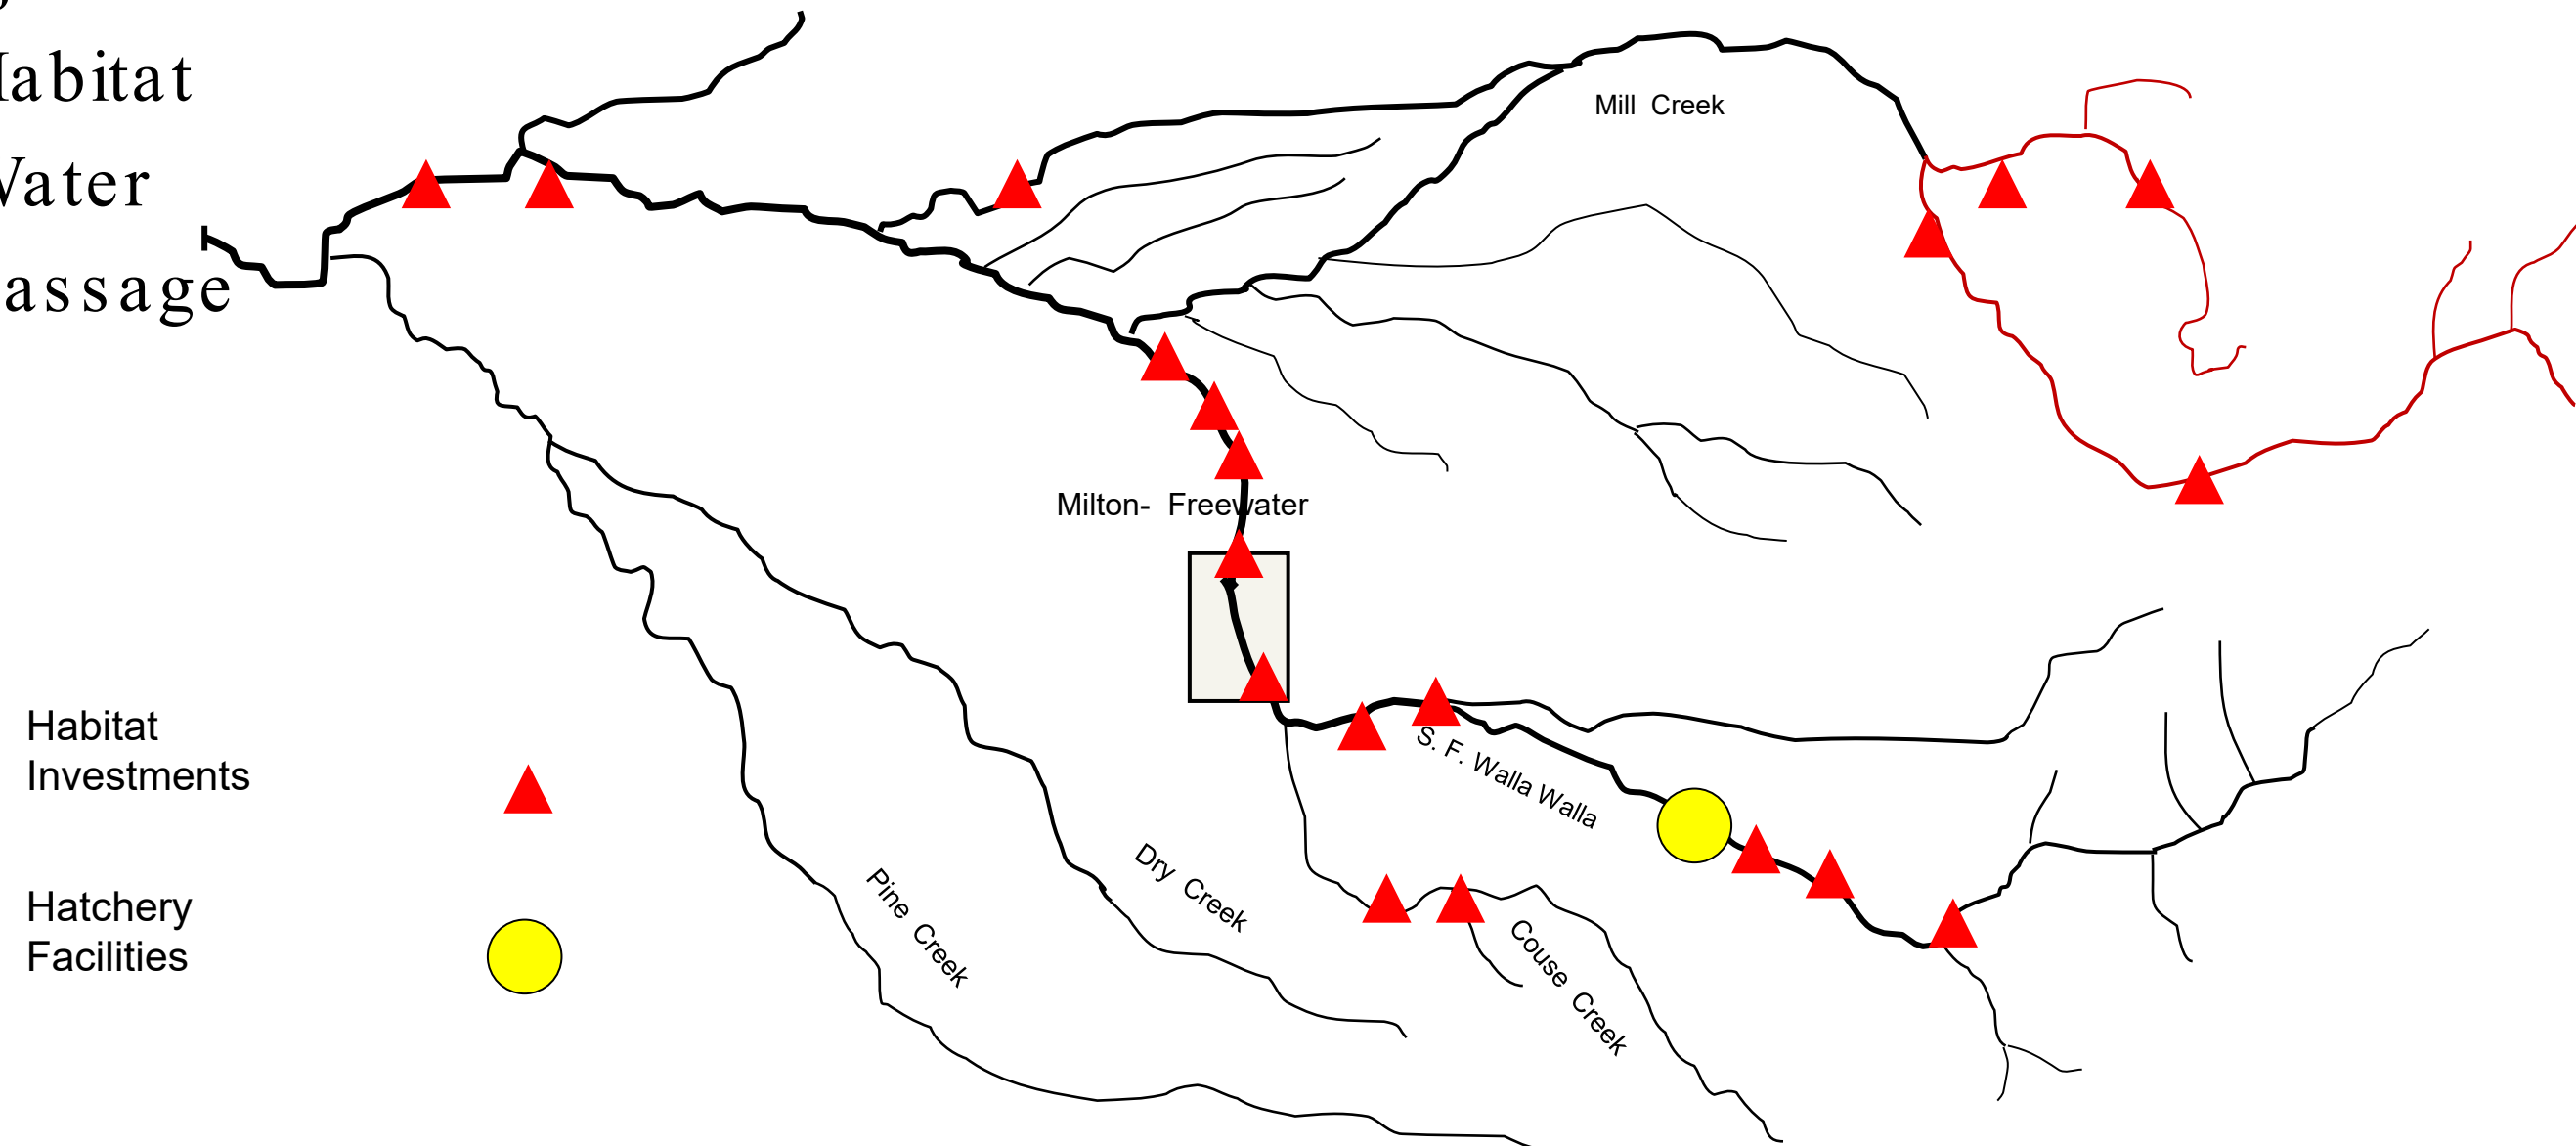 abitat
ater
assage
Mill Creek
Milton- Freewater
S. F. Walla Walla
Habitat
Investments
Dry Creek
Pine Creek
Couse Creek
Hatchery
Facilities